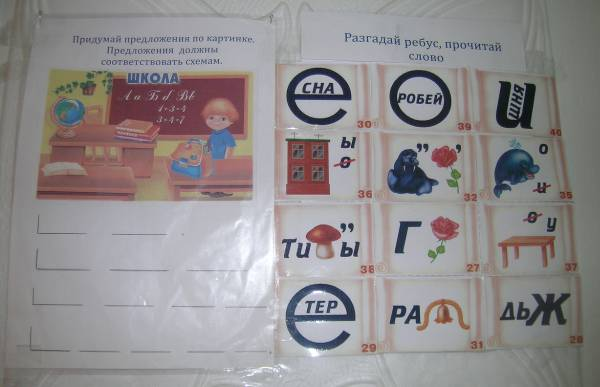 Придумай предложения по картинке.
Предложения должны
соответствовать схемам.
ШКОЛА
А а Б б В в
1+3=4
3+4=7
Разгадай ребус, прочитай
слово
е СНА
30
О РОБЕЙ
39
И ШНЯ
40
ы
о
36
" '
32
о
и
35
Ти " ы
38
Г
27
о у
37
е ТЕР
29
РА
31
ДЬ Ж
28